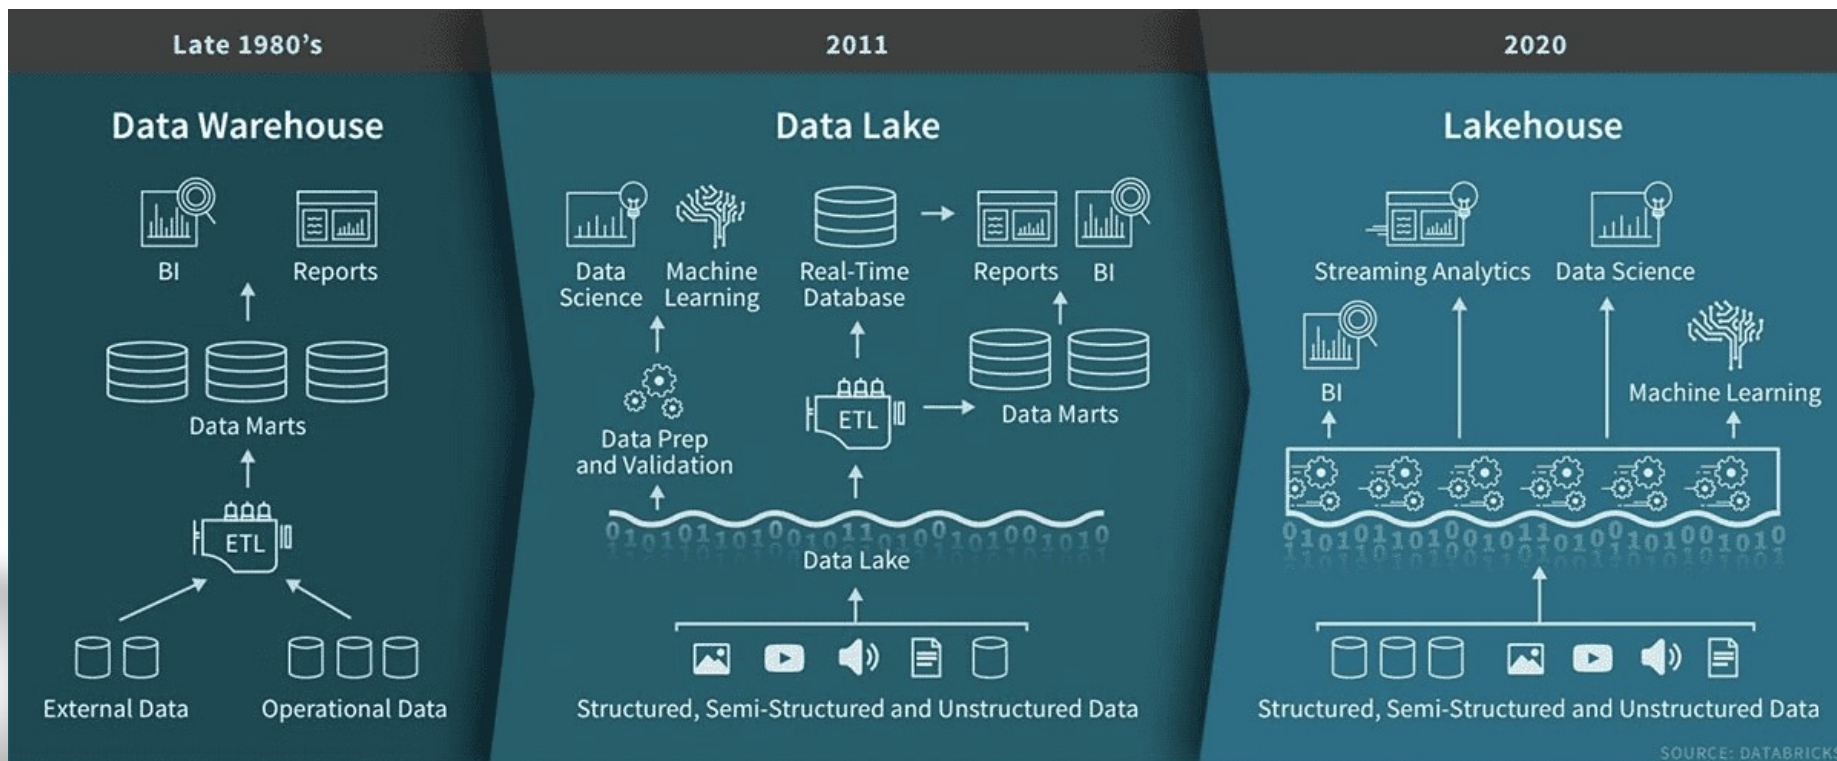 Late 1980's
Data Warehouse
BI
Reports
Data Marts
ETL
External Data
Operational Data
2011
Data Lake
Data
Science
Machine
Learning
Real-Time
Database
Reports
BI
Data Prep
and Validation
ETL
Data Marts
0101011010001011010010100010
Data Lake
Structured, Semi-Structured and Unstructured Data
2020
Lakehouse
Streaming Analytics
Data Science
BI
Machine Learning
Structured, Semi-Structured and Unstructured Data
SOURCE: DATABRICKS